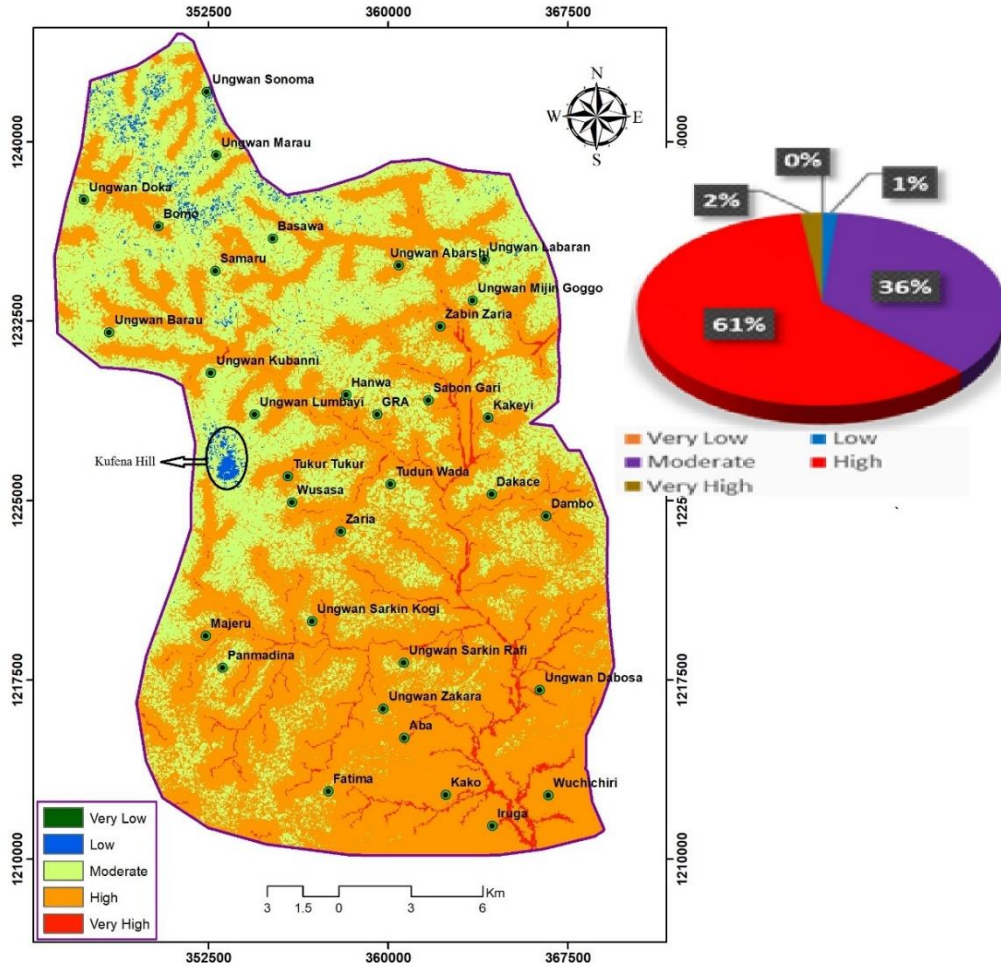 352500 360000 367500
Ungwan Sonoma
N
W E
S
1240000
0000
Ungwan Marau
0%
1%
2%
Ungwan Doka
Bomo
Basawa
Ungwan Abarshi
Ungwan Labaran
Samaru
36%
Ungwan Mijin Goggo
61%
Zabin Zaria
Ungwan Barau
1232500
Ungwan Kubanni
Hanwa
Sabon Gari
Ungwan Lumbayi
GRA
Kakeyi
Very Low Low
Moderate High
Very High
Kufena Hill
Tukur Tukur
Tudun Wada
Dakace
Wusasa
Dambo
Zaria
1225000
1225
Ungwan Sarkin Kogi
Majeru
Panmadina
Ungwan Sarkin Rafi
1217500
1217500
Ungwan Dabosa
Ungwan Zakara
Aba
Fatima
Kako
Wuchichiri
Iruga
Very Low
Low
Moderate
High
Very High
1210000
1210000
Km
3 1.5 0 3 6
352500 360000 367500